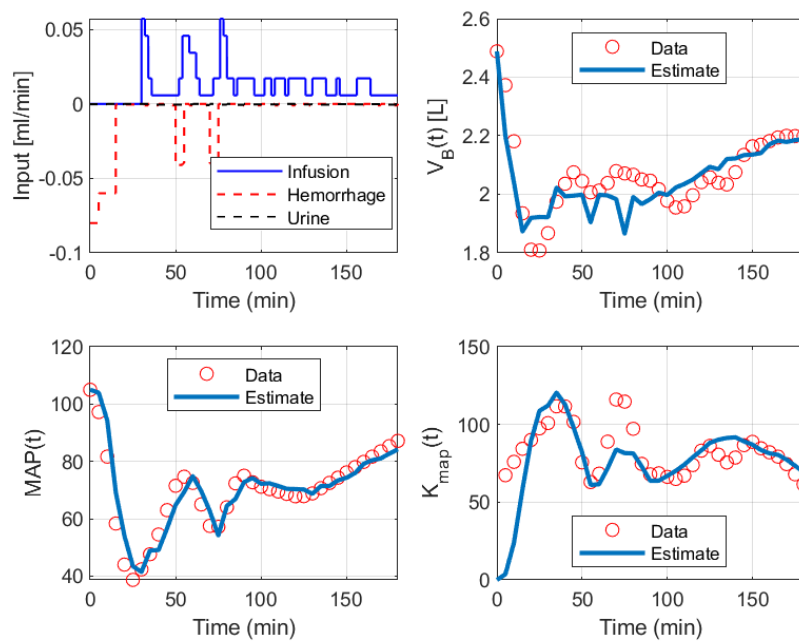 0.05
0
-0.05
-0.1
Input [ml/min]
Infusion
Hemorrhage
Urine
0 50 100 150
Time (min)
2.6
2.4
2.2
2
1.8
V_B(t) [L]
Data
Estimate
0 50 100 150
Time (min)
120
100
80
60
40
MAP(t)
Data
Estimate
0 50 100 150
Time (min)
150
100
50
0
K_map(t)
Data
Estimate
0 50 100 150
Time (min)